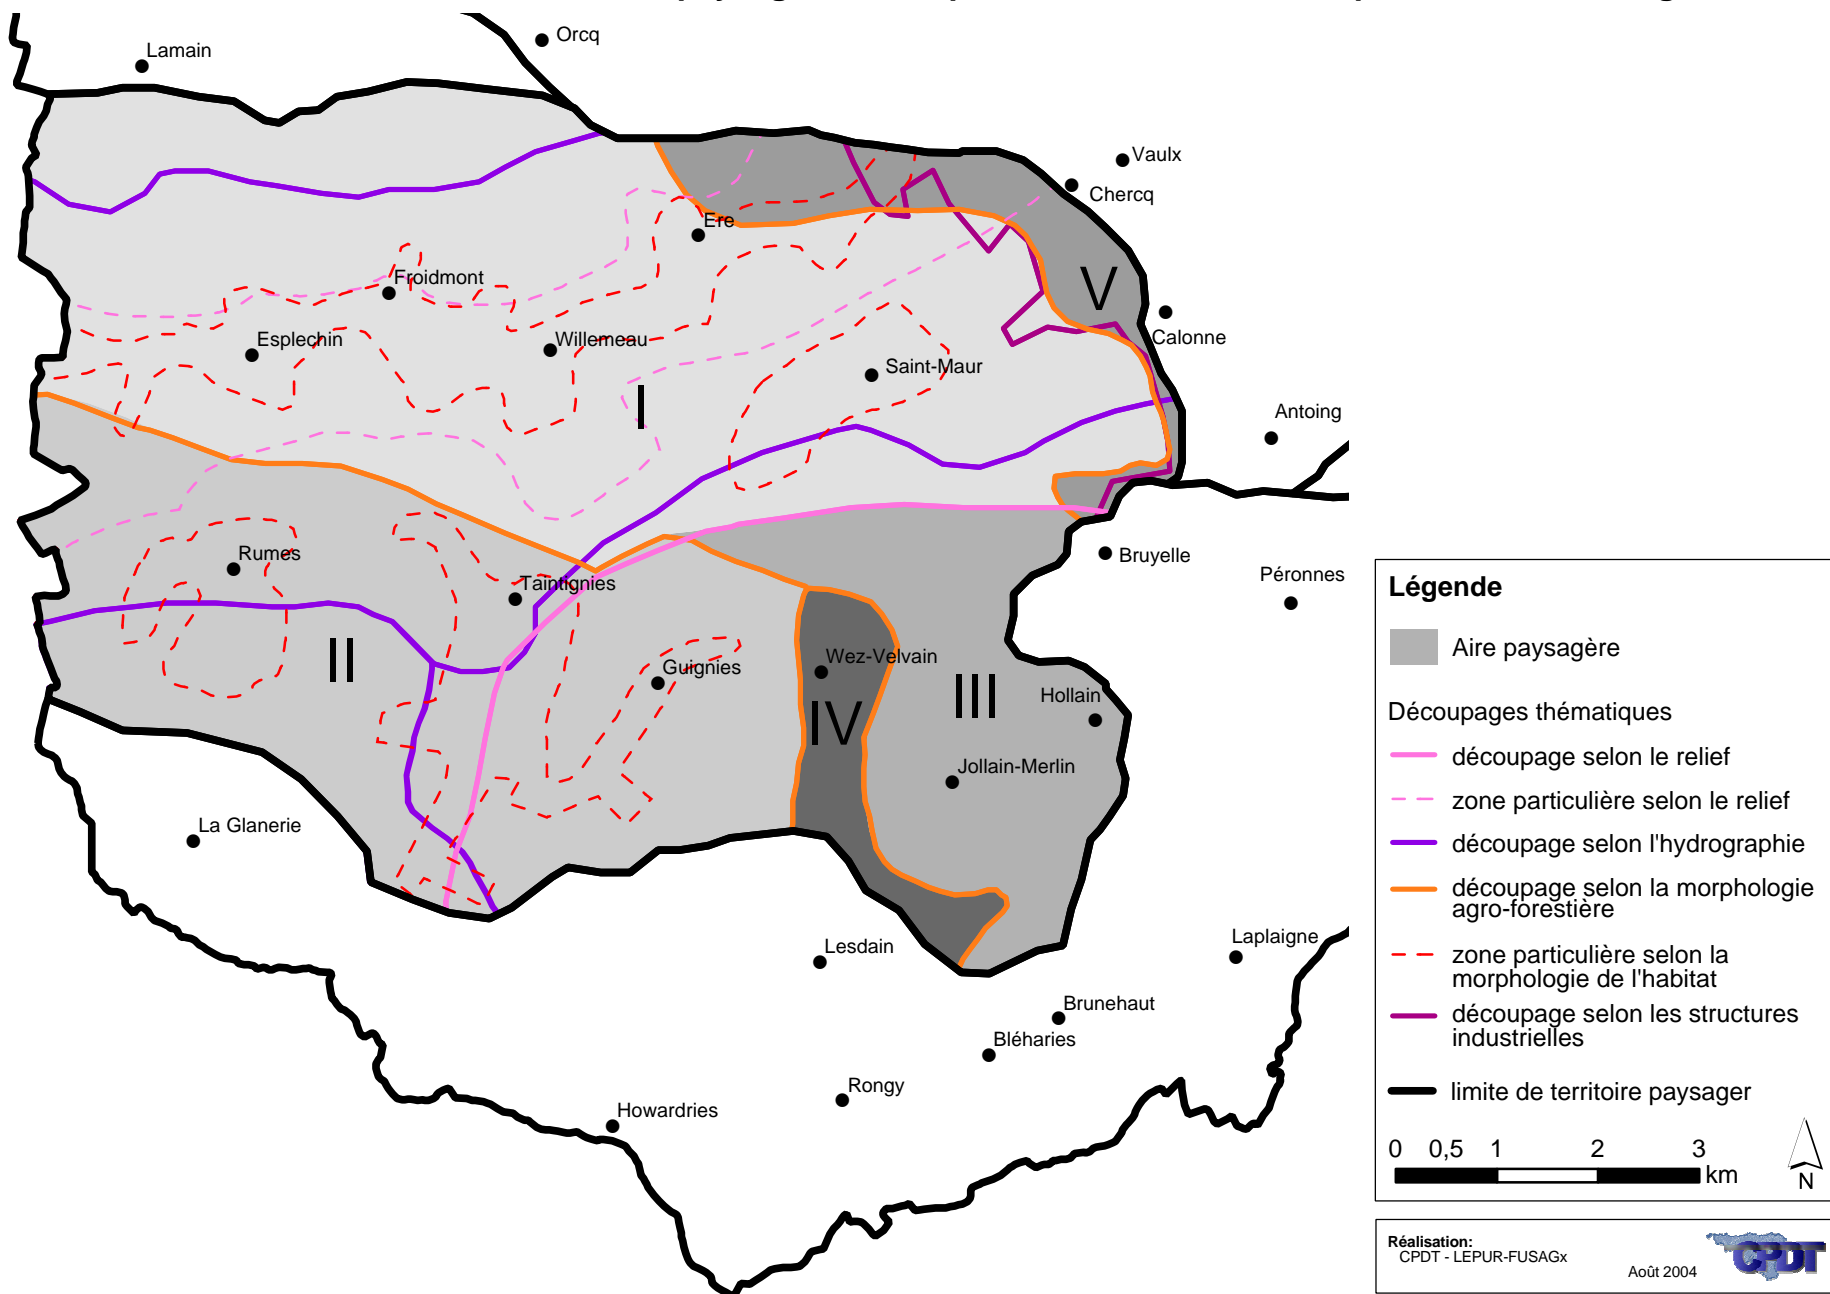 Orcq
Lamain
Vaulx
Chercq
Ere
Froidmont
V
Esplechin
Willemeau
Calonne
Saint-Maur
I
Antoing
Rumes
Bruyelle
Taintignies
Péronnes
II
Guignies
Wez-Velvain
III
Hollain
IV
Jollain-Merlin
La Glanerie
Lesdain
Laplaigne
Brunehaut
Bléharies
Rongy
Howardries
Légende
Aire paysagère
Découpages thématiques
découpage selon le relief
zone particulière selon le relief
découpage selon l'hydrographie
découpage selon la morphologie
agro-forestière
zone particulière selon la
morphologie de l'habitat
découpage selon les structures
industrielles
limite de territoire paysager
0 0,5 1 2 3
km
N
Réalisation:
CPDT - LEPUR-FUSAGx
Août 2004
CPDT